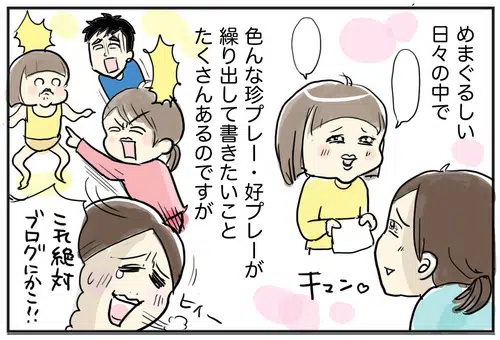 めまぐるしい
日々の中で
キュン
色んな珍プレー・好プレーが
繰り出して書きたいこと
たくさんあるのですが
これ絶対
ブログにかこ!!
ヒィー